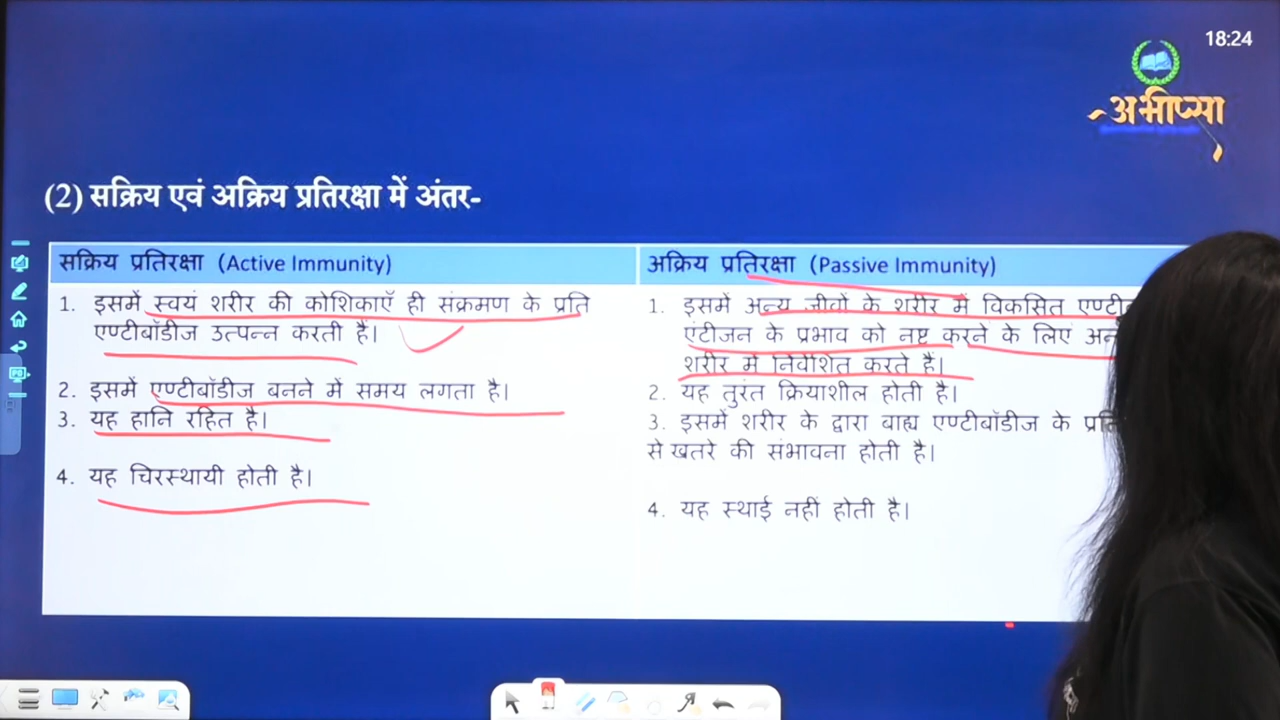 18:24
अभीप्सा
(2) सक्रिय एवं अक्रिय प्रतिरक्षा में अंतर-
सक्रिय प्रतिरक्षा (Active Immunity)
1. इसमें स्वयं शरीर की कोशिकाएँ ही संक्रमण के प्रति
एण्टीबॉडीज उत्पन्न करती हैं।
2. इसमें एण्टीबॉडीज बनने में समय लगता है।
3. यह हानि रहित है।
4. यह चिरस्थायी होती है।
अक्रिय प्रतिरक्षा (Passive Immunity)
1. इसमें अन्य जीवों के शरीर में विकसित
एंटीजन के प्रभाव को नष्ट करने के लिए
शरीर में निवेशित करते हैं।
2. यह तुरंत क्रियाशील होती है।
3. इसमें शरीर के द्वारा बाह्य एण्टीबॉडीज के
से खतरे की संभावना होती है।
4. यह स्थाई नहीं होती है।